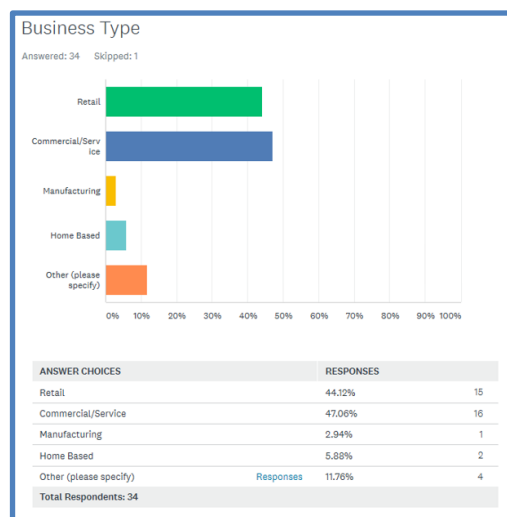 Business Type
Answered: 34 Skipped: 1
Retail
Commercial/Serv
ice
Manufacturing
Home Based
Other (please
specify)
0% 10% 20% 30% 40% 50% 60% 70% 80% 90% 100%
ANSWER CHOICES RESPONSES
Retail 44.12% 15
Commercial/Service 47.06% 16
Manufacturing 2.94% 1
Home Based 5.88% 2
Other (please specify) Responses 11.76% 4
Total Respondents: 34